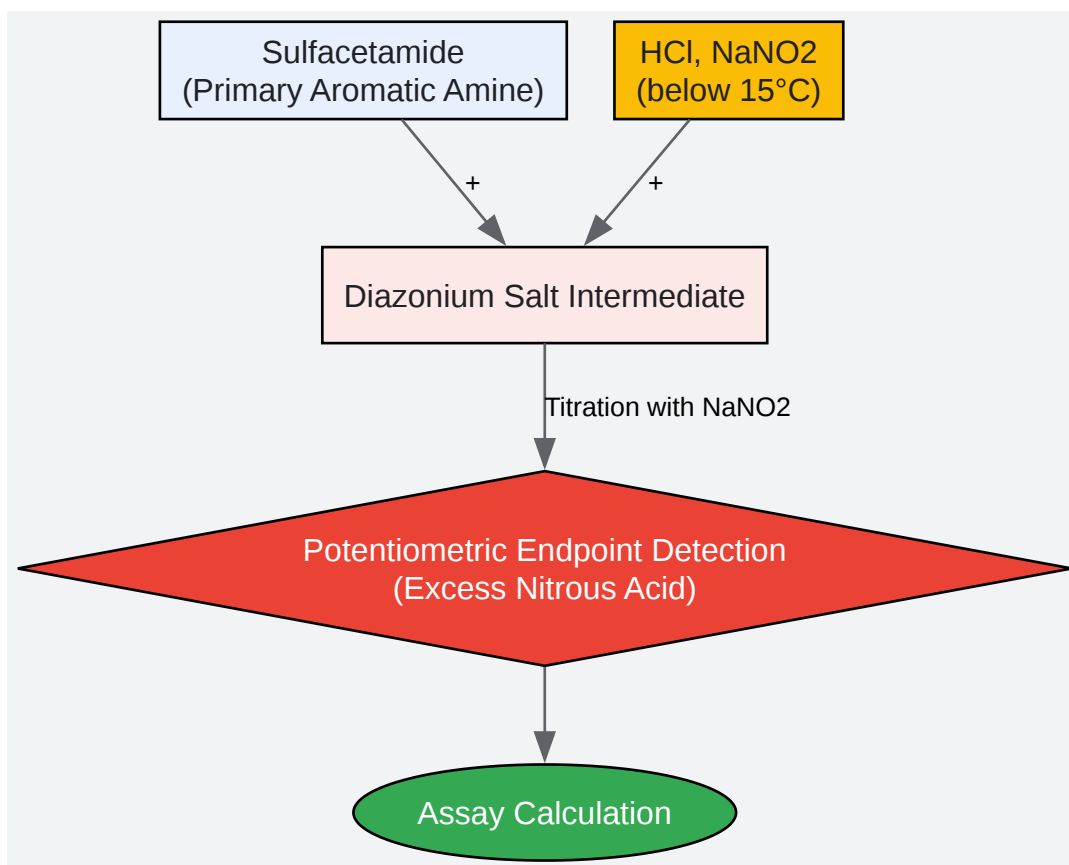 Sulfacetamide
(Primary Aromatic Amine)
HCl, NaNO2
(below 15°C)
+
+
Diazonium Salt Intermediate
Titration with NaNO2
Potentiometric Endpoint Detection
(Excess Nitrous Acid)
Assay Calculation